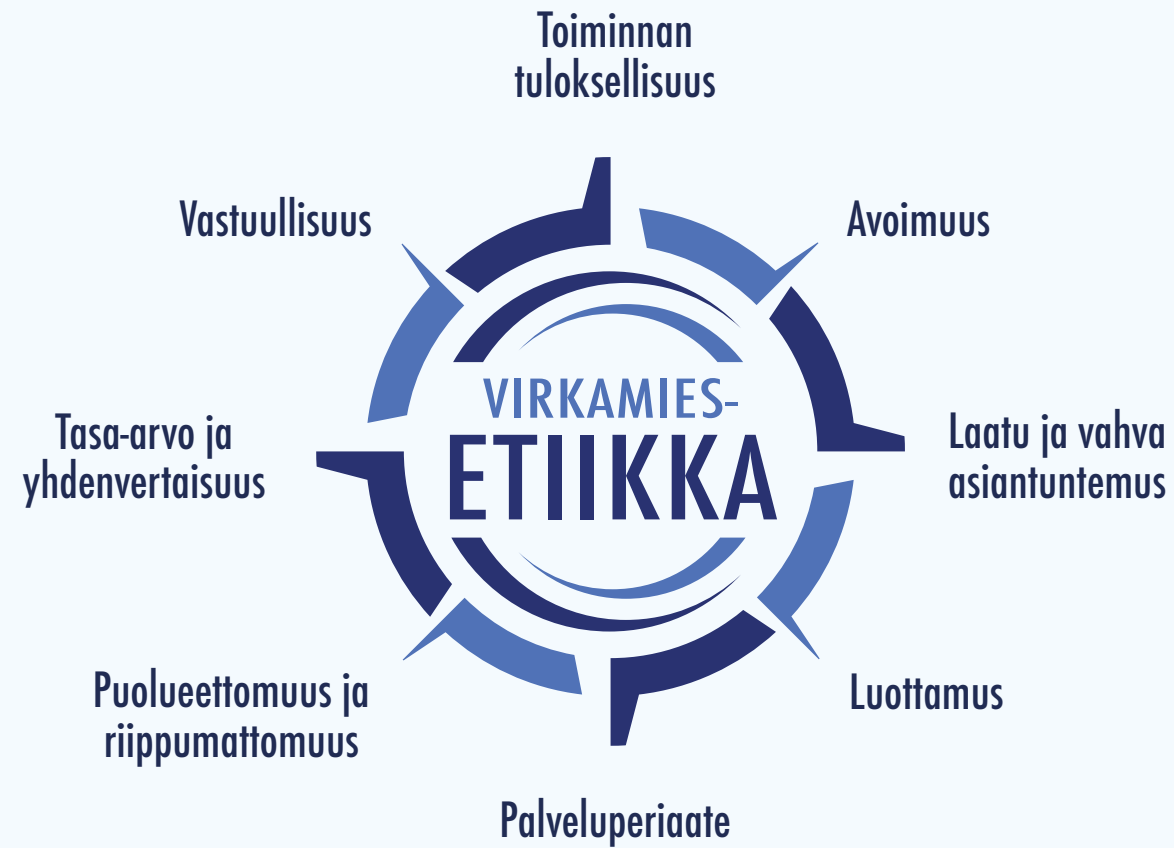 Toiminnan
tuloksellisuus
Vastuullisuus
Avoimuus
VIRKAMIES-
ETIIKKA
Tasa-arvo ja
yhdenvertaisuus
Laatu ja vahva
asiantuntemus
Puolueettomuus ja
riippumattomuus
Luottamus
Palveluperiaate